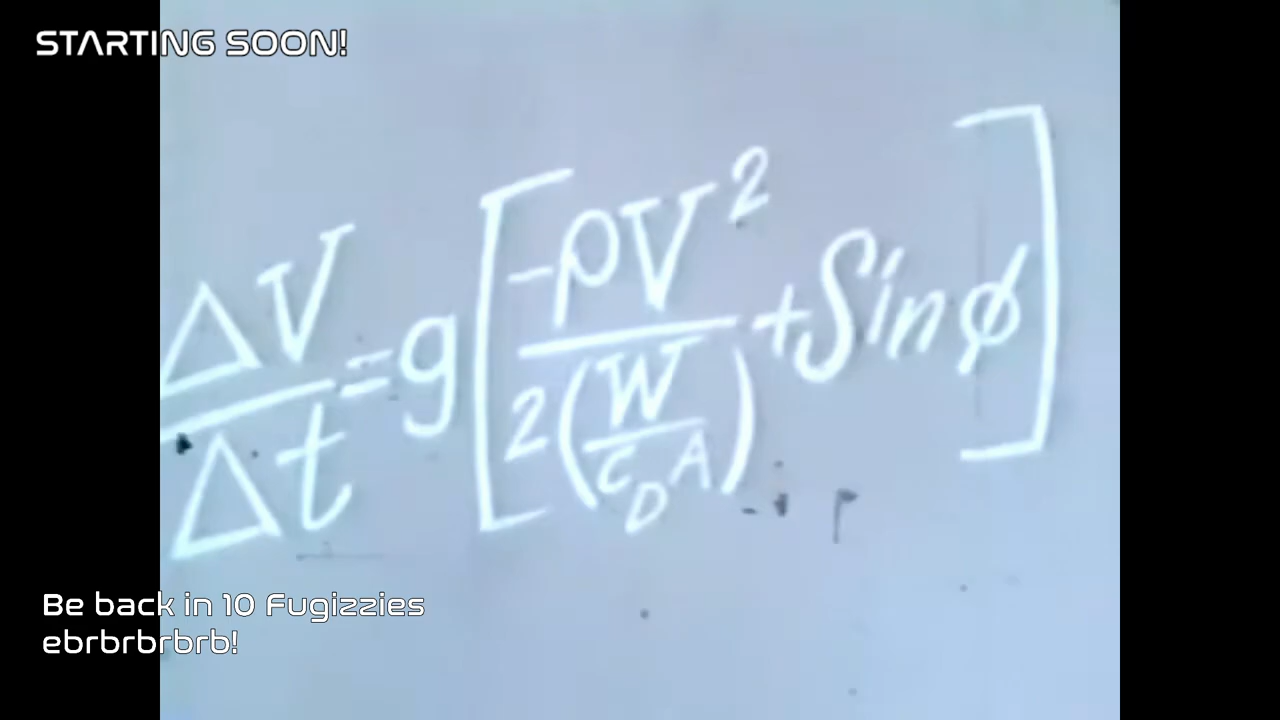 STARTING SOON!
ΔV/Δt = g[-ρV²/2(W/C_D A) + Sin φ]
Be back in 10 Fugizzies
ebrbrbrbrb!